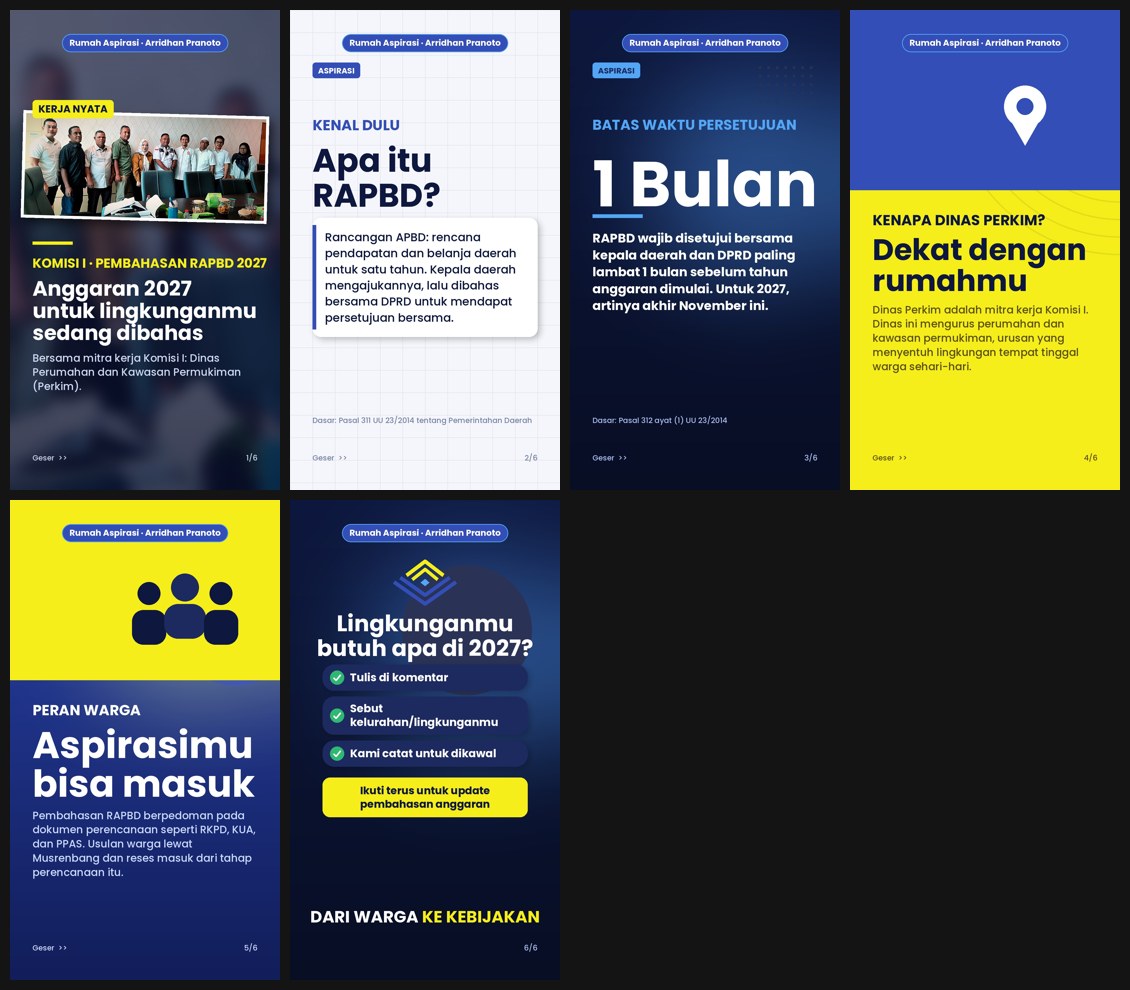 Rumah Aspirasi · Arridhan Pranoto
KERJA NYATA
KOMISI I · PEMBAHASAN RAPBD 2027
Anggaran 2027
untuk lingkunganmu
sedang dibahas
Bersama mitra kerja Komisi I: Dinas
Perumahan dan Kawasan Permukiman
(Perkim).
Geser >>
1/6
Rumah Aspirasi · Arridhan Pranoto
ASPIRASI
KENAL DULU
Apa itu
RAPBD?
Rancangan APBD: rencana
pendapatan dan belanja daerah
untuk satu tahun. Kepala daerah
mengajukannya, lalu dibahas
bersama DPRD untuk mendapat
persetujuan bersama.
Dasar: Pasal 311 UU 23/2014 tentang Pemerintahan Daerah
Geser >>
2/6
Rumah Aspirasi · Arridhan Pranoto
ASPIRASI
BATAS WAKTU PERSETUJUAN
1 Bulan
RAPBD wajib disetujui bersama
kepala daerah dan DPRD paling
lambat 1 bulan sebelum tahun
anggaran dimulai. Untuk 2027,
artinya akhir November ini.
Dasar: Pasal 312 ayat (1) UU 23/2014
Geser >>
3/6
Rumah Aspirasi · Arridhan Pranoto
KENAPA DINAS PERKIM?
Dekat dengan
rumahmu
Dinas Perkim adalah mitra kerja Komisi I.
Dinas ini mengurus perumahan dan
kawasan permukiman, urusan yang
menyentuh lingkungan tempat tinggal
warga sehari-hari.
Geser >>
4/6
Rumah Aspirasi · Arridhan Pranoto
PERAN WARGA
Aspirasimu
bisa masuk
Pembahasan RAPBD berpedoman pada
dokumen perencanaan seperti RKPD, KUA,
dan PPAS. Usulan warga lewat
Musrenbang dan reses masuk dari tahap
perencanaan itu.
Geser >>
5/6
Rumah Aspirasi · Arridhan Pranoto
Lingkunganmu
butuh apa di 2027?
Tulis di komentar
Sebut
kelurahan/lingkunganmu
Kami catat untuk dikawal
Ikuti terus untuk update
pembahasan anggaran
DARI WARGA KE KEBIJAKAN
6/6